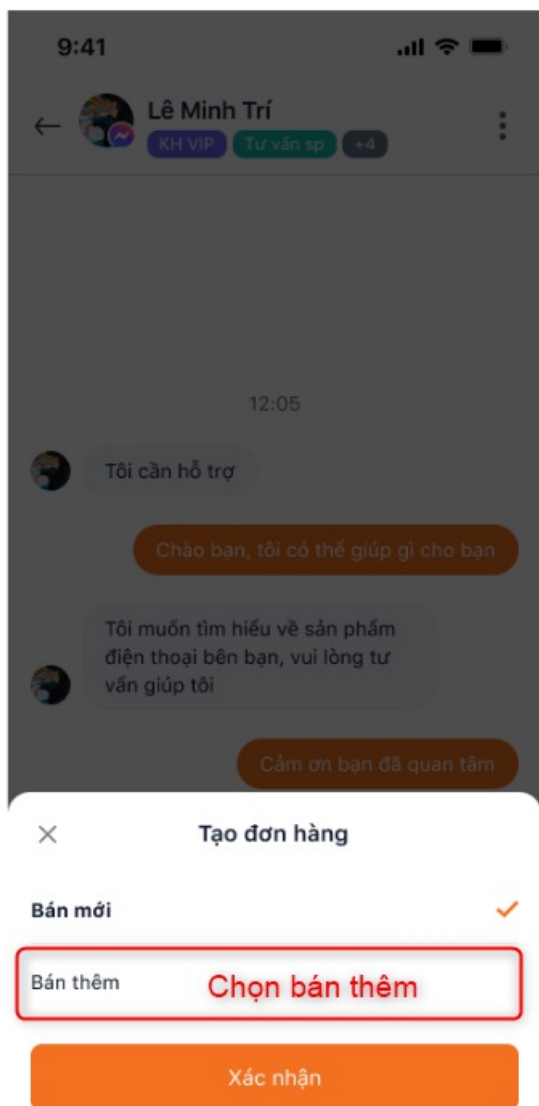 9:41
Lê Minh Trí
KH VIP Tư vấn sp +4
12:05
Tôi cần hỗ trợ
Chào bạn, tôi có thể giúp gì cho bạn
Tôi muốn tìm hiểu về sản phẩm
điện thoại bên bạn, vui lòng tư
vấn giúp tôi
Cảm ơn bạn đã quan tâm
Tạo đơn hàng
Bán mới
Bán thêm Chọn bán thêm
Xác nhận